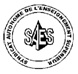 SYNDICAT AUTONOME DE L'ENSEIGNEMENT SUPERIEUR
SAES